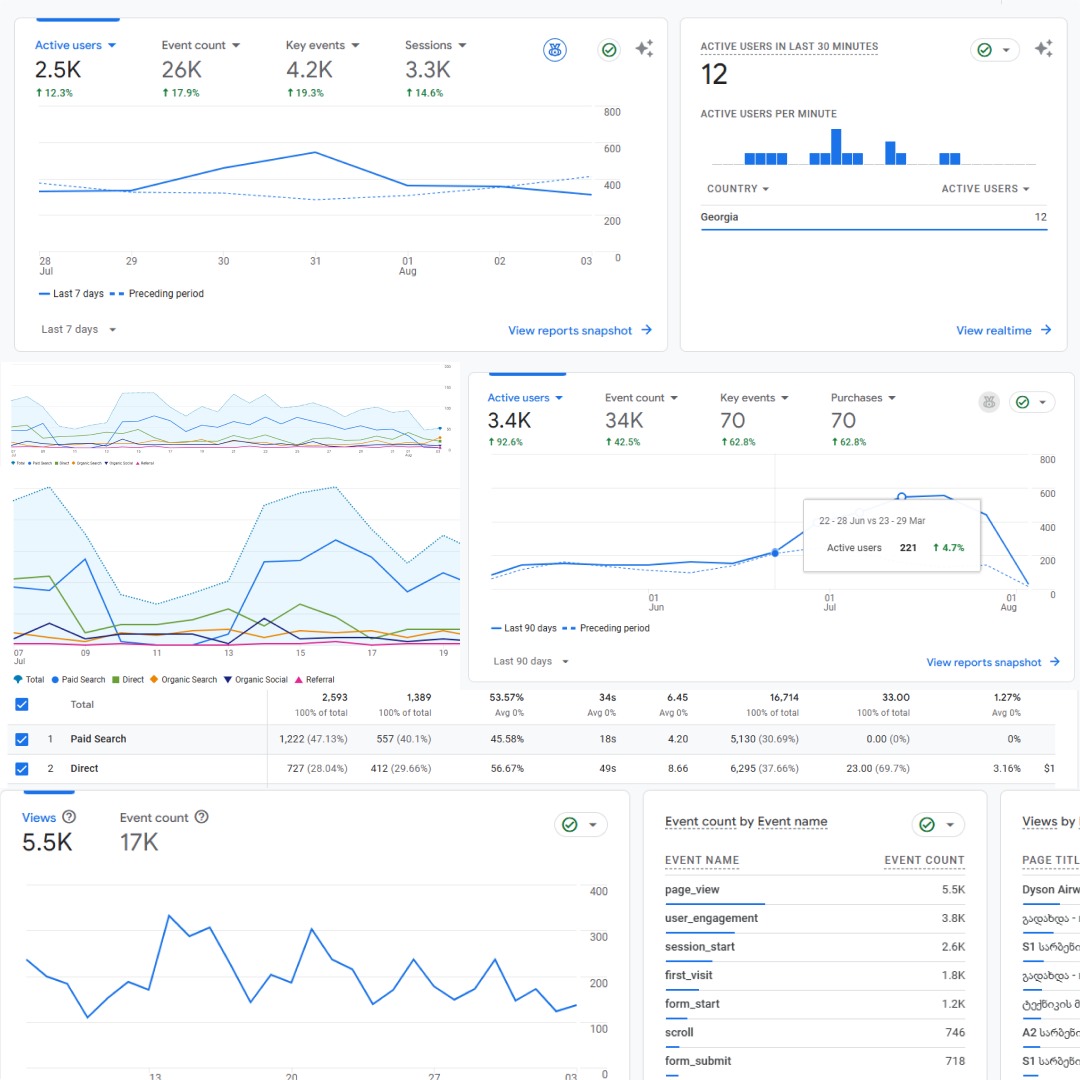 Active users Event count Key events Sessions
2.5K 26K 4.2K 3.3K
12.3% 17.9% 19.3% 14.6%
800
600
400
200
0
28 29 30 31 01 02 03
Jul Aug
Last 7 days Preceding period
Last 7 days View reports snapshot
ACTIVE USERS IN LAST 30 MINUTES
12
ACTIVE USERS PER MINUTE
COUNTRY ACTIVE USERS
Georgia 12
View realtime
Total Paid Search Direct Organic Search Organic Social Referral
07 09 11 13 15 17 19
Jul
Total Paid Search Direct Organic Search Organic Social Referral
Active users Event count Key events Purchases
3.4K 34K 70 70
92.6% 42.5% 62.8% 62.8%
800
600
400
200
0
22 - 28 Jun vs 23 - 29 Mar
Active users 221 4.7%
01 01 01
Jun Jul Aug
Last 90 days Preceding period
Last 90 days View reports snapshot
Total 2,593 1,389 53.57% 34s 6.45 16,714 33.00 1.27%
100% of total 100% of total Avg 0% Avg 0% Avg 0% 100% of total 100% of total Avg 0%
1 Paid Search 1,222 (47.13%) 557 (40.1%) 45.58% 18s 4.20 5,130 (30.69%) 0.00 (0%) 0%
2 Direct 727 (28.04%) 412 (29.66%) 56.67% 49s 8.66 6,295 (37.66%) 23.00 (69.7%) 3.16% $1
Views Event count
5.5K 17K
400
300
200
100
0
13 20 27 03
Event count by Event name
EVENT NAME EVENT COUNT
page_view 5.5K
user_engagement 3.8K
session_start 2.6K
first_visit 1.8K
form_start 1.2K
scroll 746
form_submit 718
Views by
PAGE TITL
Dyson Airw
გადახდა -
S1 სარბენი
გადახდა -
ტექნიკის
A2 სარბენი
S1 სარბენი